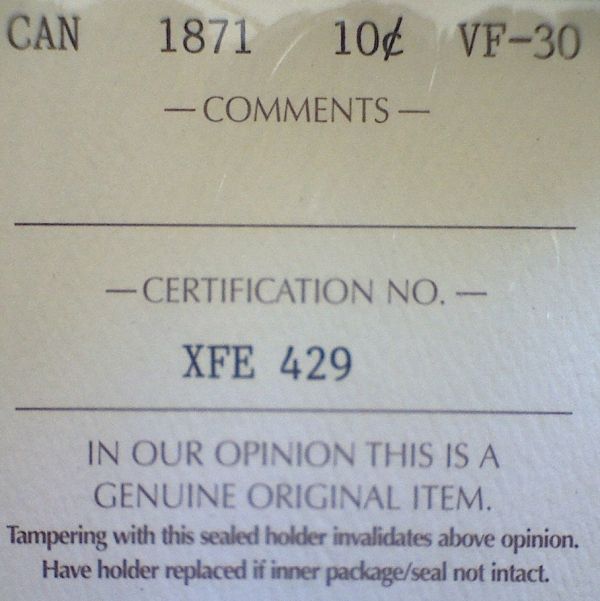 CAN 1871 10¢ VF-30
— COMMENTS —
— CERTIFICATION NO. —
XFE 429
IN OUR OPINION THIS IS A
GENUINE ORIGINAL ITEM.
Tampering with this sealed holder invalidates above opinion.
Have holder replaced if inner package/seal not intact.